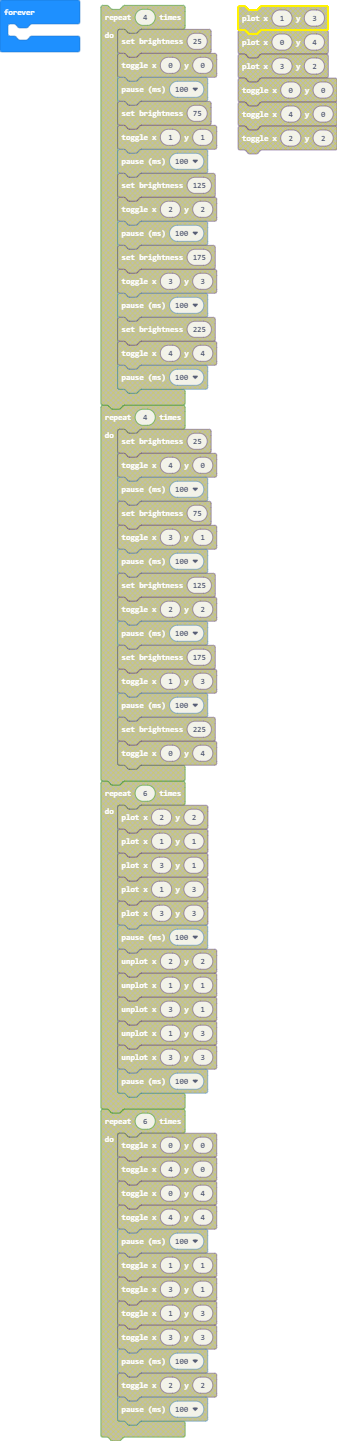 forever
repeat 4 times
do
set brightness 25
toggle x 0 y 0
pause (ms) 100
set brightness 75
toggle x 1 y 1
pause (ms) 100
set brightness 125
toggle x 2 y 2
pause (ms) 100
set brightness 175
toggle x 3 y 3
pause (ms) 100
set brightness 225
toggle x 4 y 4
pause (ms) 100
repeat 4 times
do
set brightness 25
toggle x 4 y 0
pause (ms) 100
set brightness 75
toggle x 3 y 1
pause (ms) 100
set brightness 125
toggle x 2 y 2
pause (ms) 100
set brightness 175
toggle x 1 y 3
pause (ms) 100
set brightness 225
toggle x 0 y 4
repeat 6 times
do
plot x 2 y 2
plot x 1 y 1
plot x 3 y 1
plot x 1 y 3
plot x 3 y 3
pause (ms) 100
unplot x 2 y 2
unplot x 1 y 1
unplot x 3 y 1
unplot x 1 y 3
unplot x 3 y 3
pause (ms) 100
repeat 6 times
do
toggle x 0 y 0
toggle x 4 y 0
toggle x 0 y 4
toggle x 4 y 4
pause (ms) 100
toggle x 1 y 1
toggle x 3 y 1
toggle x 1 y 3
toggle x 3 y 3
pause (ms) 100
toggle x 2 y 2
pause (ms) 100
plot x 1 y 3
plot x 0 y 4
plot x 3 y 2
toggle x 0 y 0
toggle x 4 y 0
toggle x 2 y 2